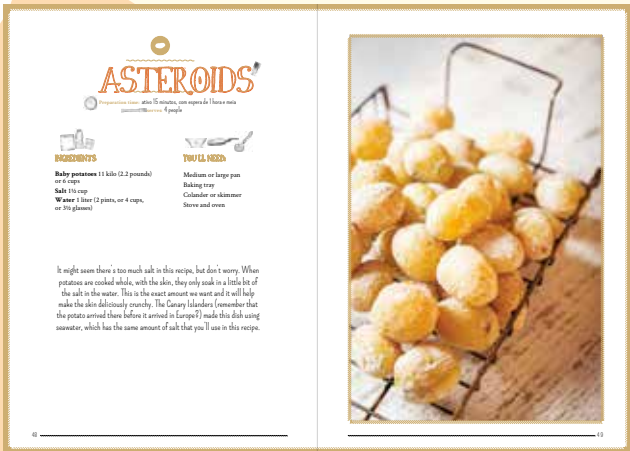 ASTEROIDS
Preparation time: ativo 15 minutos, com espera de 1 hora e meia
4 people
INGREDIENTS
Baby potatoes 1 1 kilo (2.2 pounds)
or 6 cups
Salt 1½ cup
Water 1 liter (2 pints, or 4 cups,
or 3½ glasses)
YOU'LL NEED:
Medium or large pan
Baking tray
Colander or skimmer
Stove and oven
It might seem there's too much salt in this recipe, but don't worry. When
potatoes are cooked whole, with the skin, they only soak in a little bit of
the salt in the water. This is the exact amount we want and it will help
make the skin deliciously crunchy. The Canary Islanders (remember that
the potato arrived there before it arrived in Europe?) made this dish using
seawater, which has the same amount of salt that you'll use in this recipe.
48
49